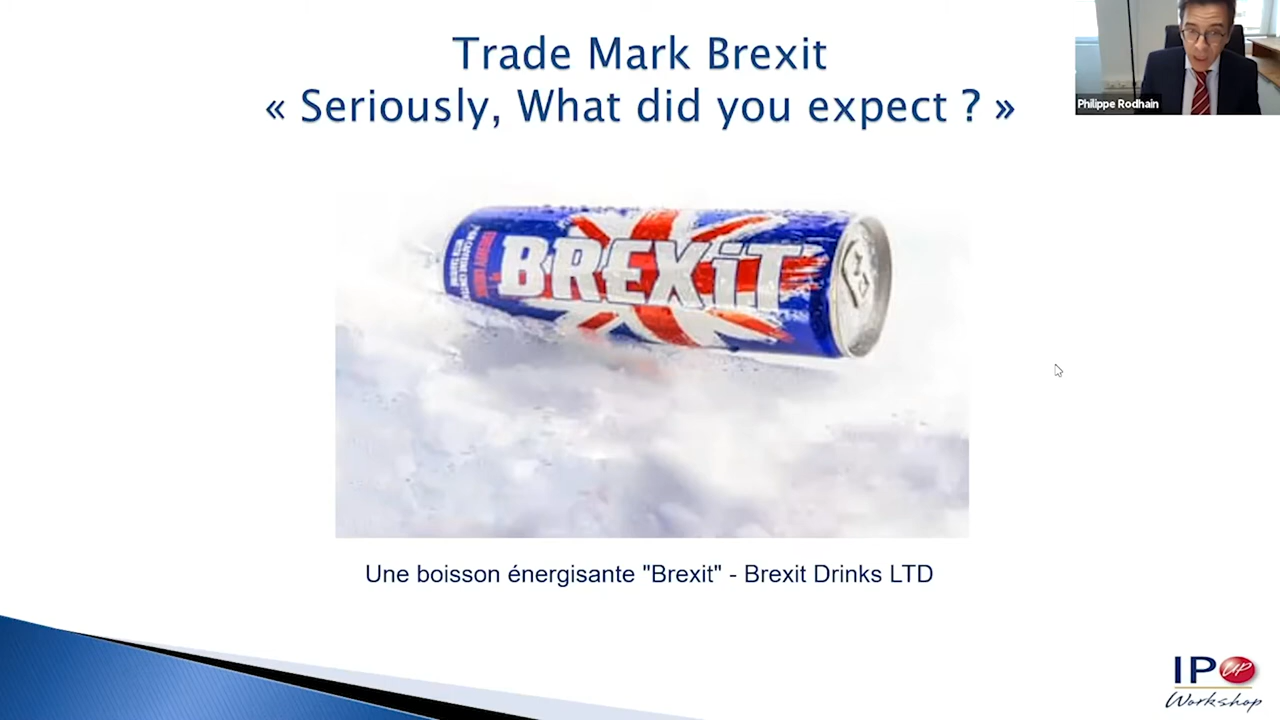 Trade Mark Brexit
« Seriously, What did you expect ? »
Philippe Rodhain
BREXiT
Une boisson énergisante "Brexit" - Brexit Drinks LTD
IP UP
Workshop